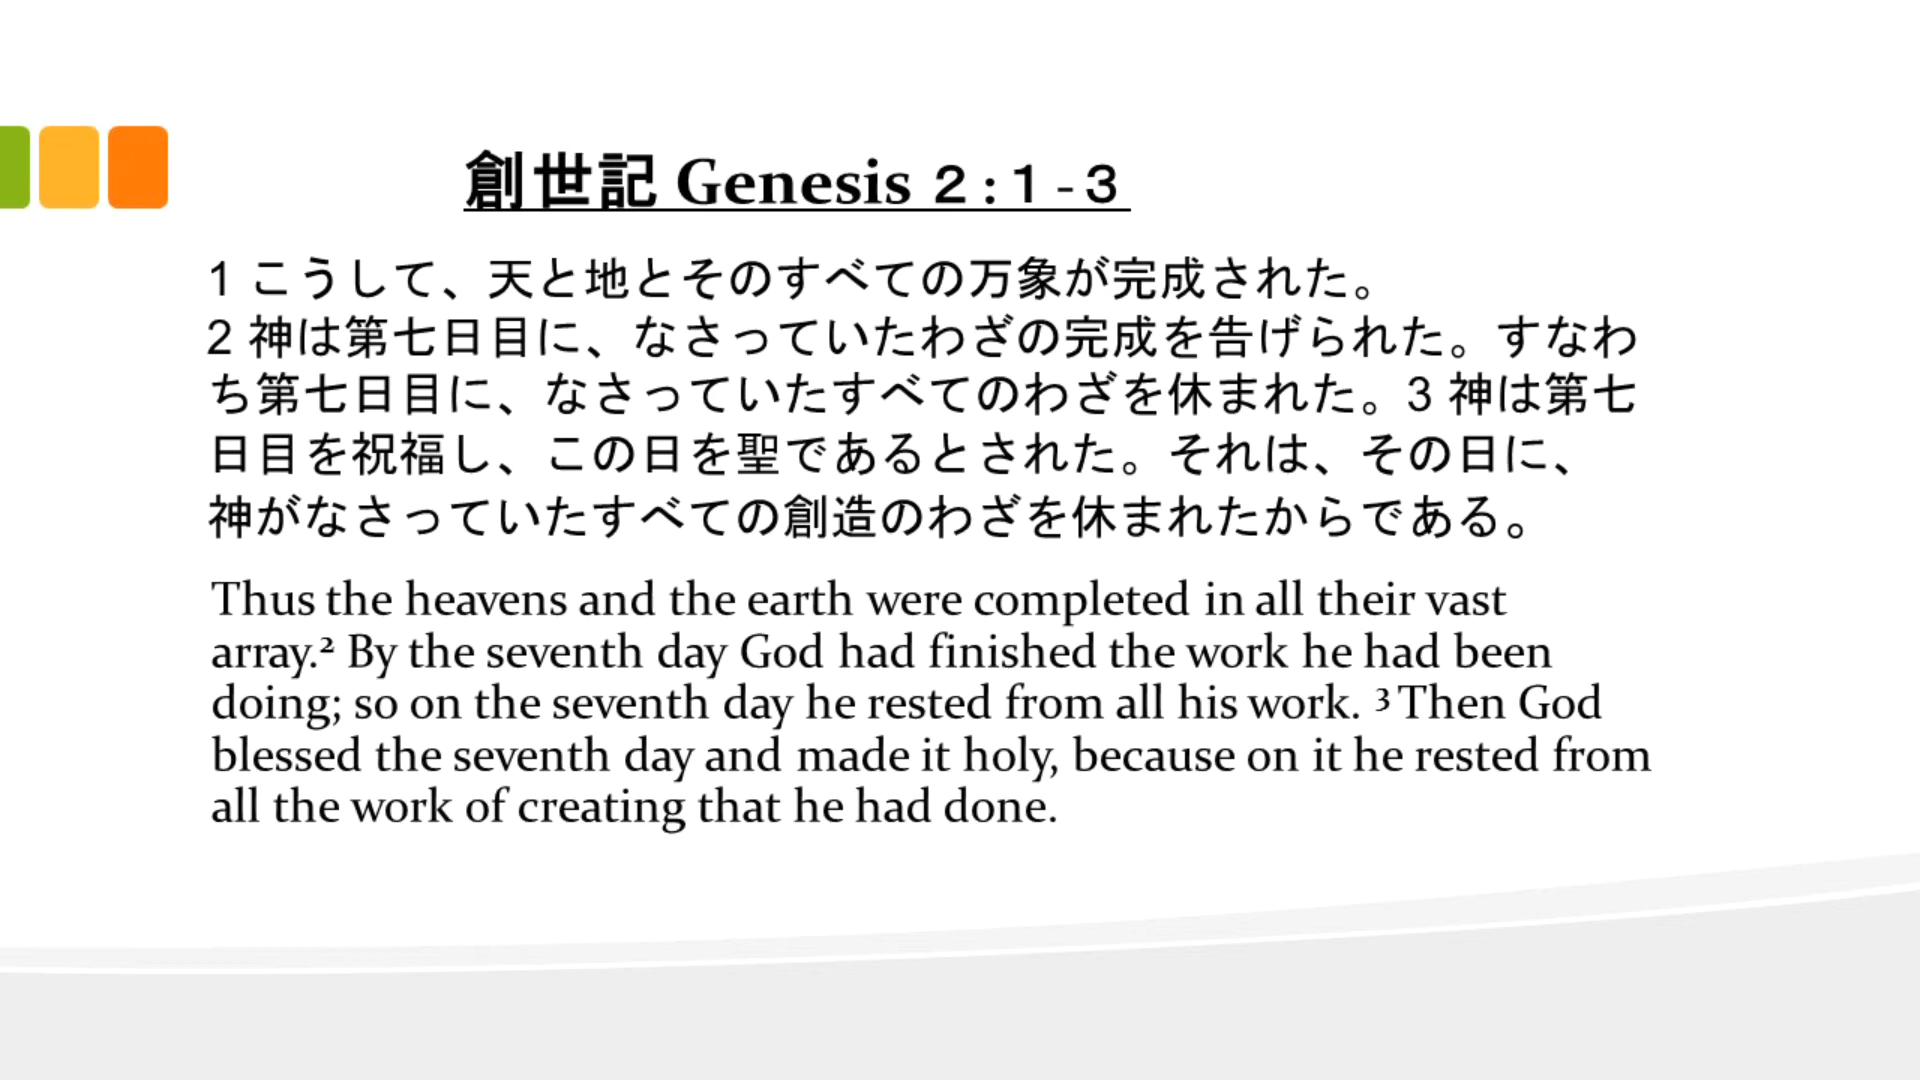 創世記 Genesis ２:１-３
1 こうして、天と地とそのすべての万象が完成された。
2 神は第七日目に、なさっていたわざの完成を告げられた。すなわ
ち第七日目に、なさっていたすべてのわざを休まれた。3 神は第七
日目を祝福し、この日を聖であるとされた。それは、その日に、
神がなさっていたすべての創造のわざを休まれたからである。
Thus the heavens and the earth were completed in all their vast
array.² By the seventh day God had finished the work he had been
doing; so on the seventh day he rested from all his work. ³ Then God
blessed the seventh day and made it holy, because on it he rested from
all the work of creating that he had done.